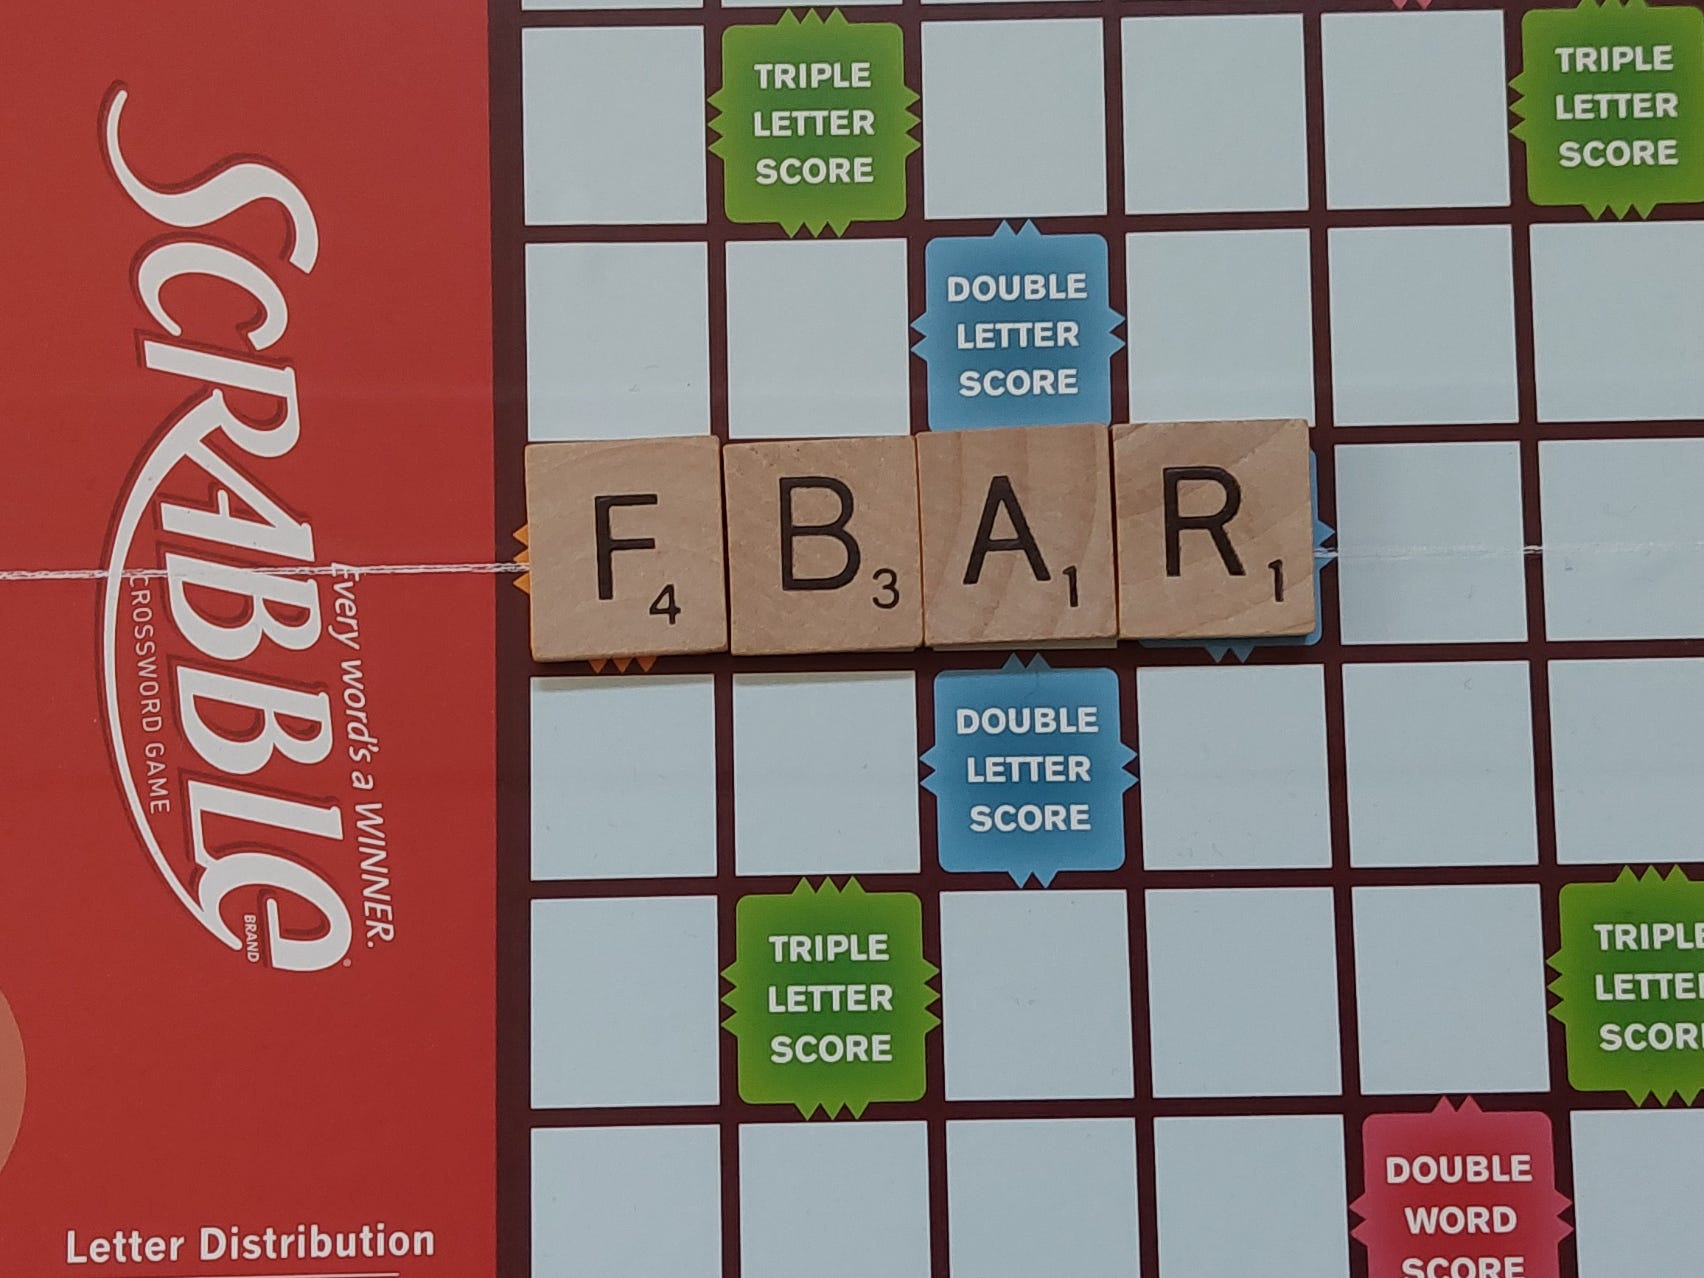 SCRABBLE
BRAND
CROSSWORD GAME
Every word's a WINNER.
Letter Distribution
TRIPLE
LETTER
SCORE
TRIPLE
LETTER
SCORE
DOUBLE
LETTER
SCORE
F4 B3 A1 R1
DOUBLE
LETTER
SCORE
TRIPLE
LETTER
SCORE
TRIPLE
LETTER
SCORE
DOUBLE
WORD
SCORE